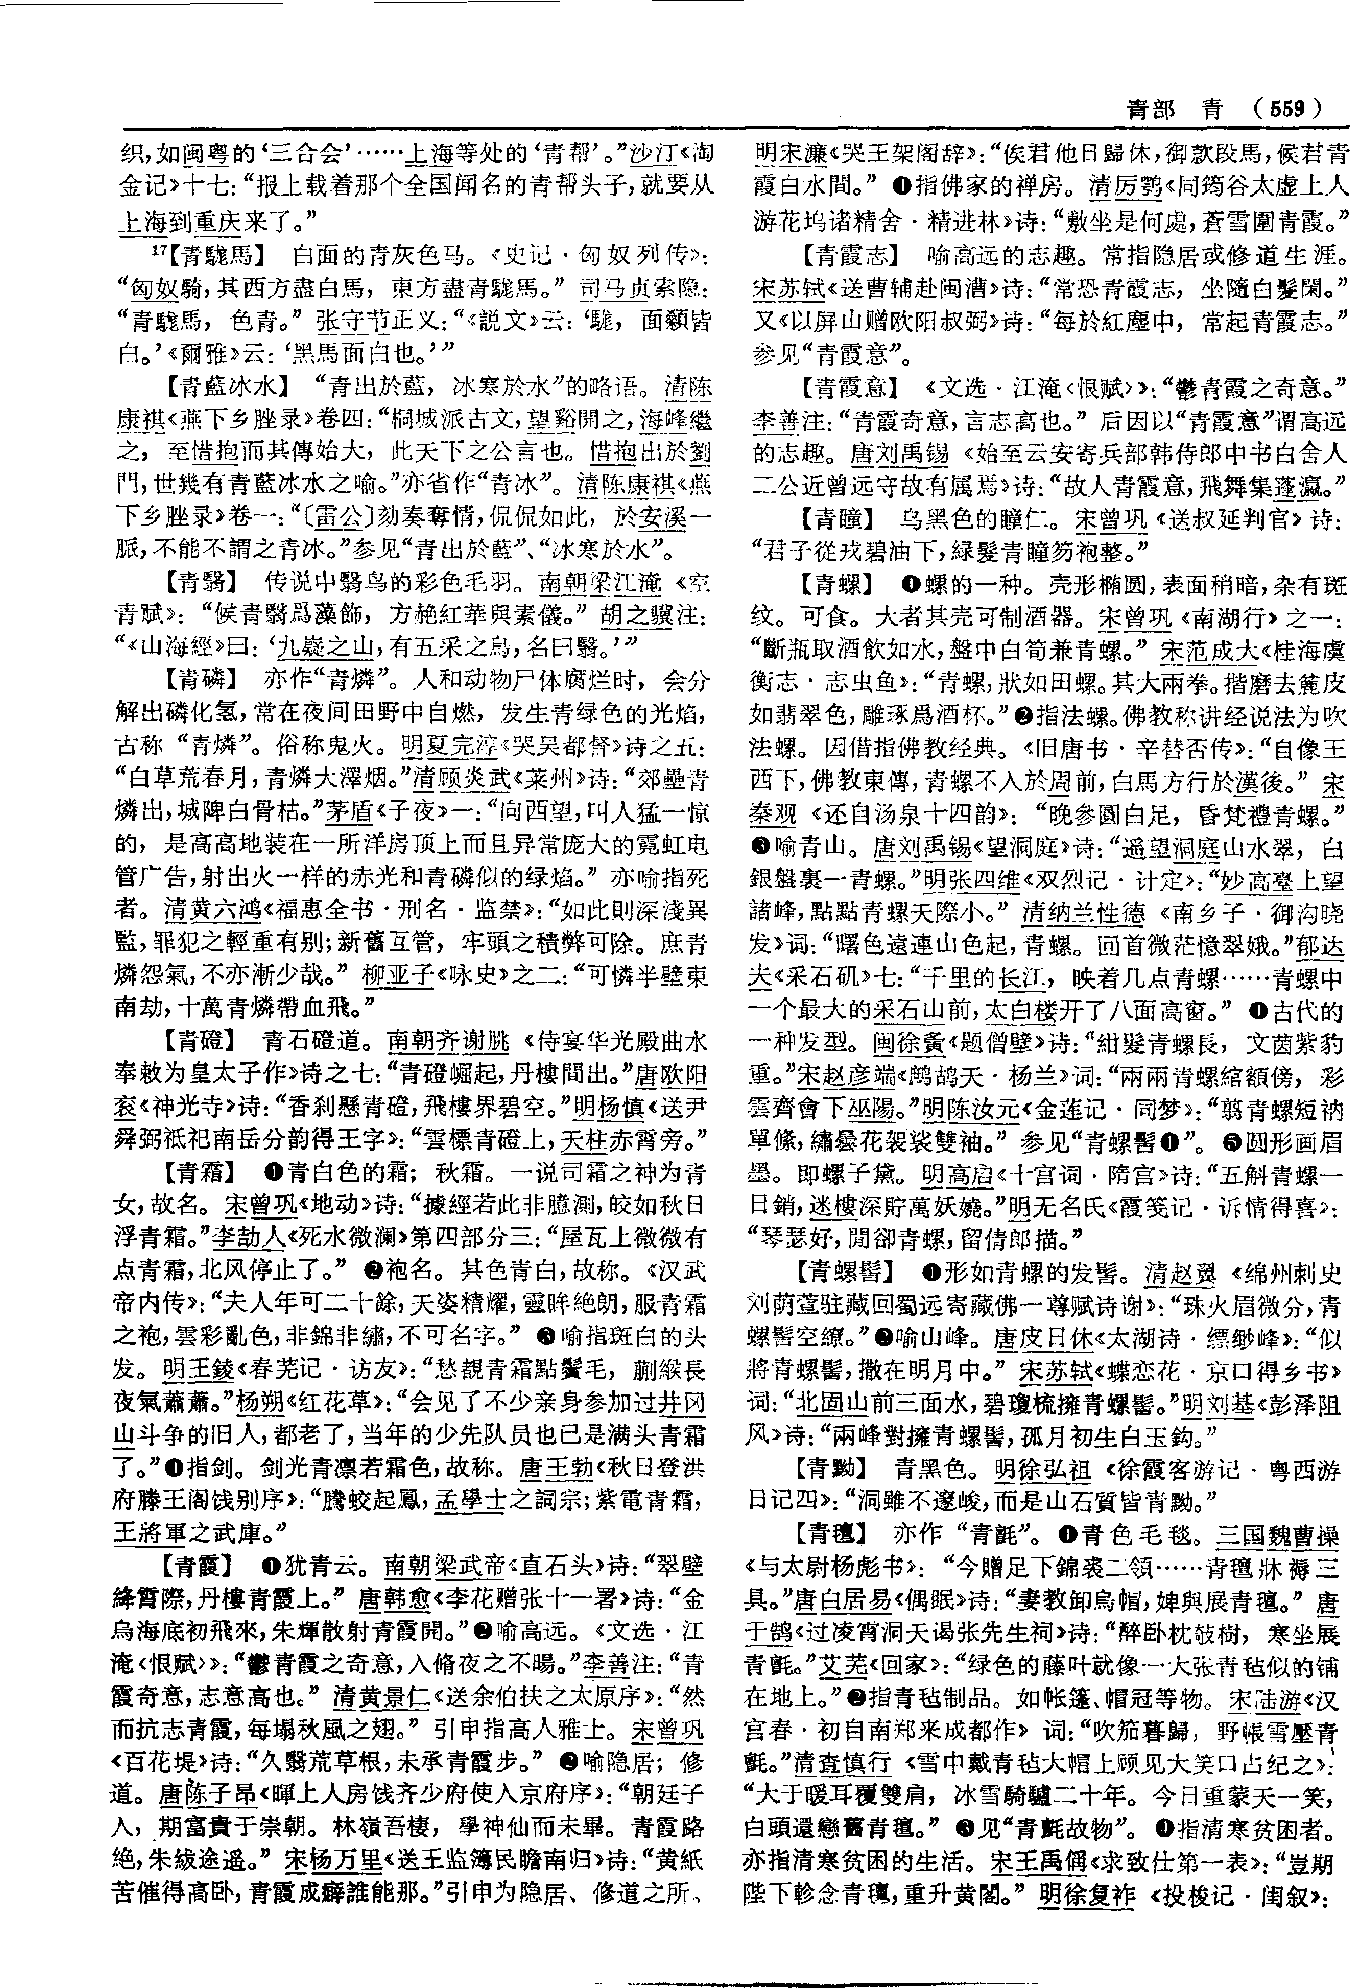 青部　青　（559）
织，如闽粤的‘三合会’……上海等处的‘青帮’。”沙汀《淘
金记》十七：“报上载着那个全国闻名的青帮头子，就要从
上海到重庆来了。”
17【青駹馬】　白面的青灰色马。《史记·匈奴列传》：
“匈奴騎，其西方盡白馬，東方盡青駹馬。”司马贞索隐：
“青駹馬，色青。”张守节正义：“《説文》云：‘駹，面顙皆
白。’《爾雅》云：‘黑馬面白也。’”
【青藍冰水】　“青出於藍，冰寒於水”的略语。清陈
康祺《燕下乡脞录》卷四：“桐城派古文，望谿開之，海峰繼
之，至惜抱而其傳始大，此天下之公言也。惜抱出於劉
門，世幾有青藍冰水之喻。”亦省作“青冰”。清陈康祺《燕
下乡脞录》卷一：“〔雷公〕劾奏奪情，侃侃如此，於安溪一
脈，不能不謂之青冰。”参见“青出於藍”、“冰寒於水”。
【青翳】　传说中翳鸟的彩色毛羽。南朝梁江淹《空
青赋》：“候青翳爲藻飾，方赩紅華與素儀。”胡之骥注：
“《山海經》曰：‘九嶷之山，有五采之鳥，名曰翳。’”
【青磷】　亦作“青燐”。人和动物尸体腐烂时，会分
解出磷化氢，常在夜间田野中自燃，发生青绿色的光焰，
古称“青燐”。俗称鬼火。明夏完淳《哭吴都督》诗之五：
“白草荒春月，青燐大澤烟。”清顾炎武《莱州》诗：“郊壘青
燐出，城陴白骨枯。”茅盾《子夜》一：“向西望，叫人猛一惊
的，是高高地装在一所洋房顶上而且异常庞大的霓虹电
管广告，射出火一样的赤光和青磷似的绿焰。”亦喻指死
者。清黄六鸿《福惠全书·刑名·监禁》：“如此則深淺異
監，罪犯之輕重有别；新舊互管，牢頭之積弊可除。庶青
燐怨氣，不亦漸少哉。”柳亚子《咏史》之二：“可憐半壁東
南劫，十萬青燐帶血飛。”
【青磴】　青石磴道。南朝齐谢朓《侍宴华光殿曲水
奉敕为皇太子作》诗之七：“青磴崛起，丹樓間出。”唐欧阳
衮《神光寺》诗：“香刹懸青磴，飛樓界碧空。”明杨慎《送尹
舜弼祇祀南岳分韵得王字》：“雲標青磴上，天柱赤霄旁。”
【青霜】　❶青白色的霜；秋霜。一说司霜之神为青
女，故名。宋曾巩《地动》诗：“據經若此非臆測，皎如秋日
浮青霜。”李劼人《死水微澜》第四部分三：“屋瓦上微微有
点青霜，北风停止了。”❷袍名。其色青白，故称。《汉武
帝内传》：“夫人年可二十餘，天姿精耀，靈眸絶朗，服青霜
之袍，雲彩亂色，非錦非繡，不可名字。”❸喻指斑白的头
发。明王錂《春芜记·访友》：“愁覩青霜點鬢毛，蒯緱長
夜氣蕭蕭。”杨朔《红花草》：“会见了不少亲身参加过井冈
山斗争的旧人，都老了，当年的少先队员也已是满头青霜
了。”❹指剑。剑光青凛若霜色，故称。唐王勃《秋日登洪
府滕王阁饯别序》：“騰蛟起鳳，孟學士之詞宗；紫電青霜，
王將軍之武庫。”
【青霞】　❶犹青云。南朝梁武帝《直石头》诗：“翠壁
絳霄際，丹樓青霞上。”唐韩愈《李花赠张十一署》诗：“金
烏海底初飛來，朱輝散射青霞開。”❷喻高远。《文选·江
淹〈恨赋〉》：“鬱青霞之奇意，入脩夜之不暘。”李善注：“青
霞奇意，志意高也。”清黄景仁《送余伯扶之太原序》：“然
而抗志青霞，每塌秋風之翅。”引申指高人雅士。宋曾巩
《百花堤》诗：“久翳荒草根，未承青霞步。”❸喻隐居；修
道。唐陈子昂《暉上人房饯齐少府使入京府序》：“朝廷子
入，期富貴于崇朝。林嶺吾棲，學神仙而未畢。青霞路
絶，朱紱途遥。”宋杨万里《送王监簿民瞻南归》诗：“黄紙
苦催得高卧，青霞成癖誰能那。”引申为隐居、修道之所。
明宋濂《哭王架阁辞》：“俟君他日歸休，御款段馬，候君青
霞白水間。”❹指佛家的禅房。清厉鹗《同筠谷太虚上人
游花坞诸精舍·精进林》诗：“敷坐是何處，蒼雪圍青霞。”
【青霞志】　喻高远的志趣。常指隐居或修道生涯。
宋苏轼《送曹辅赴闽漕》诗：“常恐青霞志，坐隨白髮闌。”
又《以屏山赠欧阳叔弼》诗：“每於紅塵中，常起青霞志。”
参见“青霞意”。
【青霞意】　《文选·江淹〈恨赋〉》：“鬱青霞之奇意。”
李善注：“青霞奇意，言志高也。”后因以“青霞意”谓高远
的志趣。唐刘禹锡《始至云安寄兵部韩侍郎中书白舍人
二公近曾远守故有属焉》诗：“故人青霞意，飛舞集蓬瀛。”
【青瞳】　乌黑色的瞳仁。宋曾巩《送叔延判官》诗：
“君子從戎碧油下，緑髮青瞳笏袍整。”
【青螺】　❶螺的一种。壳形椭圆，表面稍暗，杂有斑
纹。可食。大者其壳可制酒器。宋曾巩《南湖行》之一：
“斷瓶取酒飲如水，盤中白筍兼青螺。”宋范成大《桂海虞
衡志·志虫鱼》：“青螺，狀如田螺。其大兩拳。揩磨去麄皮
如翡翠色，雕琢爲酒杯。”❷指法螺。佛教称讲经说法为吹
法螺。因借指佛教经典。《旧唐书·辛替否传》：“自像王
西下，佛教東傳，青螺不入於周前，白馬方行於漢後。”宋
秦观《还自汤泉十四韵》：“晚參圓白足，昏梵禮青螺。”
❸喻青山。唐刘禹锡《望洞庭》诗：“遥望洞庭山水翠，白
銀盤裏一青螺。”明张四维《双烈记·计定》：“妙高臺上望
諸峰，點點青螺天際小。”清纳兰性德《南乡子·御沟晓
发》词：“曙色遠連山色起，青螺。回首微茫憶翠娥。”郁达
夫《采石矶》七：“千里的长江，映着几点青螺……青螺中
一个最大的采石山前，太白楼开了八面高窗。”❹古代的
一种发型。闽徐夤《题僧壁》诗：“紺髮青螺長，文茵紫豹
重。”宋赵彦端《鹧鸪天·杨兰》词：“兩兩青螺綰額傍，彩
雲齊會下巫陽。”明陈汝元《金莲记·同梦》：“翦青螺短衲
單絛，繡曇花袈裟雙袖。”参见“青螺髻❶”。❺圆形画眉
墨。即螺子黛。明高启《十宫词·隋宫》诗：“五斛青螺一
日銷，迷樓深貯萬妖嬈。”明无名氏《霞笺记·诉情得喜》：
“琴瑟好，閒卻青螺，留倩郎描。”
【青螺髻】　❶形如青螺的发髻。清赵翼《绵州刺史
刘荫萱驻藏回蜀远寄藏佛一尊赋诗谢》：“珠火眉微分，青
螺髻空繚。”❷喻山峰。唐皮日休《太湖诗·缥缈峰》：“似
將青螺髻，撒在明月中。”宋苏轼《蝶恋花·京口得乡书》
词：“北固山前三面水，碧瓊梳擁青螺髻。”明刘基《彭泽阻
风》诗：“兩峰對擁青螺髻，孤月初生白玉鈎。”
【青黝】　青黑色。明徐弘祖《徐霞客游记·粤西游
日记四》：“洞雖不邃峻，而是山石質皆青黝。”
【青氊】　亦作“青氈”。❶青色毛毯。三国魏曹操
《与太尉杨彪书》：“今贈足下錦裘二領……青氊牀褥三
具。”唐白居易《偶眠》诗：“妻教卸烏帽，婢與展青氊。”唐
于鹄《过凌霄洞天谒张先生祠》诗：“醉卧枕欹樹，寒坐展
青氈。”艾芜《回家》：“绿色的藤叶就像一大张青毡似的铺
在地上。”❷指青毡制品。如帐篷、帽冠等物。宋陆游《汉
宫春·初自南郑来成都作》词：“吹笳暮歸，野帳雪壓青
氈。”清查慎行《雪中戴青毡大帽上顾见大笑口占纪之》：
“大于暖耳覆雙肩，冰雪騎驢二十年。今日重蒙天一笑，
白頭還戀舊青氊。”❸见“青氈故物”。❹指清寒贫困者。
亦指清寒贫困的生活。宋王禹偁《求致仕第一表》：“豈期
陛下軫念青氊，重升黄閣。”明徐复祚《投梭记·闺叙》：